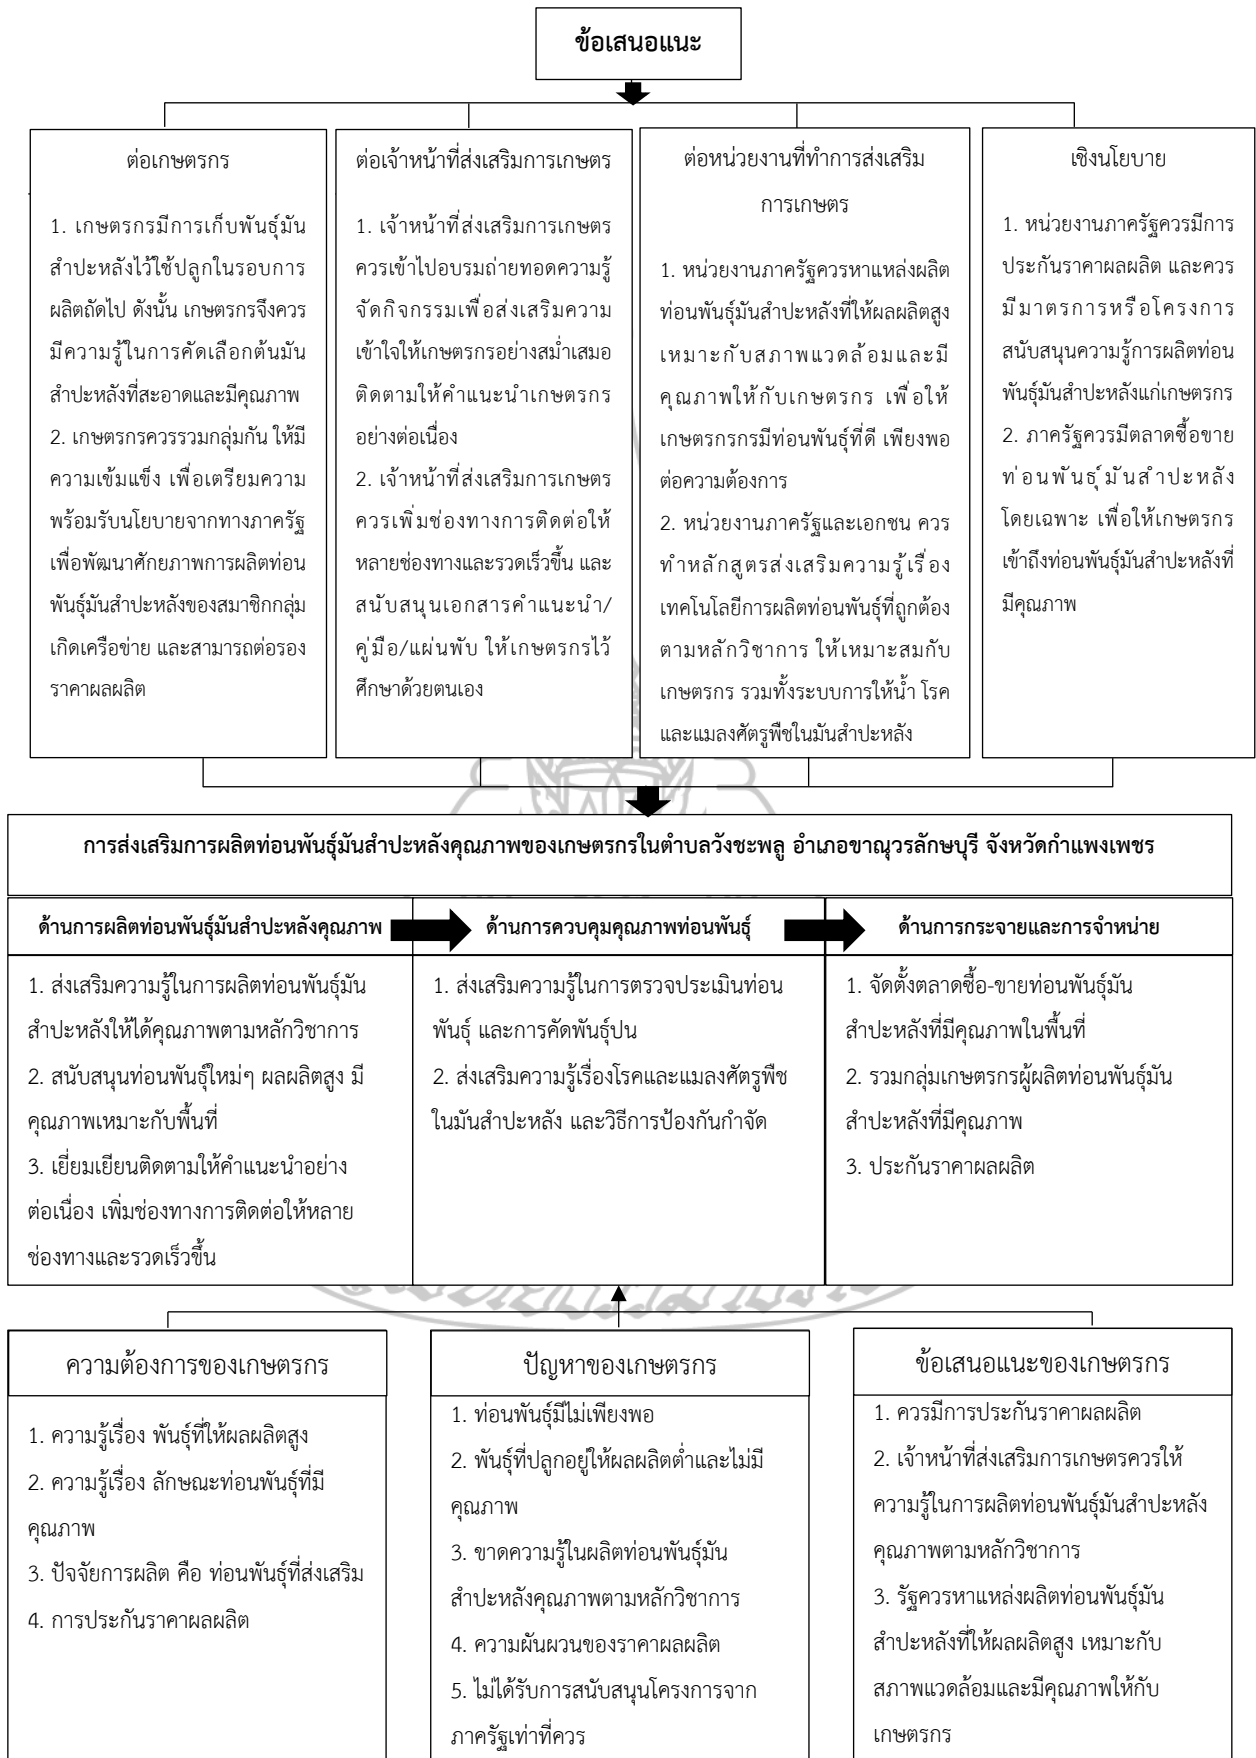 ข้อเสนอแนะ
ต่อเกษตรกร
1. เกษตรกรมีการเก็บพันธุ์มัน
สำปะหลังไว้ใช้ปลูกในรอบการ
ผลิตถัดไป ดังนั้น เกษตรกรจึงควร
มีความรู้ในการคัดเลือกต้นมัน
สำปะหลังที่สะอาดและมีคุณภาพ
2. เกษตรกรควรรวมกลุ่มกัน ให้มี
ความเข้มแข็ง เพื่อเตรียมความ
พร้อมรับนโยบายจากทางภาครัฐ
เพื่อพัฒนาศักยภาพการผลิตท่อน
พันธุ์มันสำปะหลังของสมาชิกกลุ่ม
เกิดเครือข่าย และสามารถต่อรอง
ราคาผลผลิต
ต่อเจ้าหน้าที่ส่งเสริมการเกษตร
1. เจ้าหน้าที่ส่งเสริมการเกษตร
ควรเข้าไปอบรมถ่ายทอดความรู้
จัดกิจกรรมเพื่อส่งเสริมความ
เข้าใจให้เกษตรกรอย่างสม่ำเสมอ
ติดตามให้คำแนะนำเกษตรกร
อย่างต่อเนื่อง
2. เจ้าหน้าที่ส่งเสริมการเกษตร
ควรเพิ่มช่องทางการติดต่อให้
หลายช่องทางและรวดเร็วขึ้น และ
สนับสนุนเอกสารคำแนะนำ/
คู่มือ/แผ่นพับ ให้เกษตรกรไว้
ศึกษาด้วยตนเอง
ต่อหน่วยงานที่ทำการส่งเสริม
การเกษตร
1. หน่วยงานภาครัฐควรหาแหล่งผลิต
ท่อนพันธุ์มันสำปะหลังที่ให้ผลผลิตสูง
เหมาะกับสภาพแวดล้อมและมี
คุณภาพให้กับเกษตรกร เพื่อให้
เกษตรกรกรมีท่อนพันธุ์ที่ดี เพียงพอ
ต่อความต้องการ
2. หน่วยงานภาครัฐและเอกชน ควร
ทำหลักสูตรส่งเสริมความรู้เรื่อง
เทคโนโลยีการผลิตท่อนพันธุ์ที่ถูกต้อง
ตามหลักวิชาการ ให้เหมาะสมกับ
เกษตรกร รวมทั้งระบบการให้น้ำ โรค
และแมลงศัตรูพืชในมันสำปะหลัง
เชิงนโยบาย
1. หน่วยงานภาครัฐควรมีการ
ประกันราคาผลผลิต และควร
มีมาตรการหรือโครงการ
สนับสนุนความรู้การผลิตท่อน
พันธุ์มันสำปะหลังแก่เกษตรกร
2. ภาครัฐควรมีตลาดซื้อขาย
ท่อนพันธุ์มันสำปะหลัง
โดยเฉพาะ เพื่อให้เกษตรกร
เข้าถึงท่อนพันธุ์มันสำปะหลังที่
มีคุณภาพ
การส่งเสริมการผลิตท่อนพันธุ์มันสำปะหลังคุณภาพของเกษตรกรในตำบลวังชะพลู อำเภอขาณุวรลักษบุรี จังหวัดกำแพงเพชร
ด้านการผลิตท่อนพันธุ์มันสำปะหลังคุณภาพ
1. ส่งเสริมความรู้ในการผลิตท่อนพันธุ์มัน
สำปะหลังให้ได้คุณภาพตามหลักวิชาการ
2. สนับสนุนท่อนพันธุ์ใหม่ๆ ผลผลิตสูง มี
คุณภาพเหมาะกับพื้นที่
3. เยี่ยมเยียนติดตามให้คำแนะนำอย่าง
ต่อเนื่อง เพิ่มช่องทางการติดต่อให้หลาย
ช่องทางและรวดเร็วขึ้น
ด้านการควบคุมคุณภาพท่อนพันธุ์
1. ส่งเสริมความรู้ในการตรวจประเมินท่อน
พันธุ์ และการคัดพันธุ์ปน
2. ส่งเสริมความรู้เรื่องโรคและแมลงศัตรูพืช
ในมันสำปะหลัง และวิธีการป้องกันกำจัด
ด้านการกระจายและการจำหน่าย
1. จัดตั้งตลาดซื้อ-ขายท่อนพันธุ์มัน
สำปะหลังที่มีคุณภาพในพื้นที่
2. รวมกลุ่มเกษตรกรผู้ผลิตท่อนพันธุ์มัน
สำปะหลังที่มีคุณภาพ
3. ประกันราคาผลผลิต
ความต้องการของเกษตรกร
1. ความรู้เรื่อง พันธุ์ที่ให้ผลผลิตสูง
2. ความรู้เรื่อง ลักษณะท่อนพันธุ์ที่มี
คุณภาพ
3. ปัจจัยการผลิต คือ ท่อนพันธุ์ที่ส่งเสริม
4. การประกันราคาผลผลิต
ปัญหาของเกษตรกร
1. ท่อนพันธุ์มีไม่เพียงพอ
2. พันธุ์ที่ปลูกอยู่ให้ผลผลิตต่ำและไม่มี
คุณภาพ
3. ขาดความรู้ในผลิตท่อนพันธุ์มัน
สำปะหลังคุณภาพตามหลักวิชาการ
4. ความผันผวนของราคาผลผลิต
5. ไม่ได้รับการสนับสนุนโครงการจาก
ภาครัฐเท่าที่ควร
ข้อเสนอแนะของเกษตรกร
1. ควรมีการประกันราคาผลผลิต
2. เจ้าหน้าที่ส่งเสริมการเกษตรควรให้
ความรู้ในการผลิตท่อนพันธุ์มันสำปะหลัง
คุณภาพตามหลักวิชาการ
3. รัฐควรหาแหล่งผลิตท่อนพันธุ์มัน
สำปะหลังที่ให้ผลผลิตสูง เหมาะกับ
สภาพแวดล้อมและมีคุณภาพให้กับ
เกษตรกร